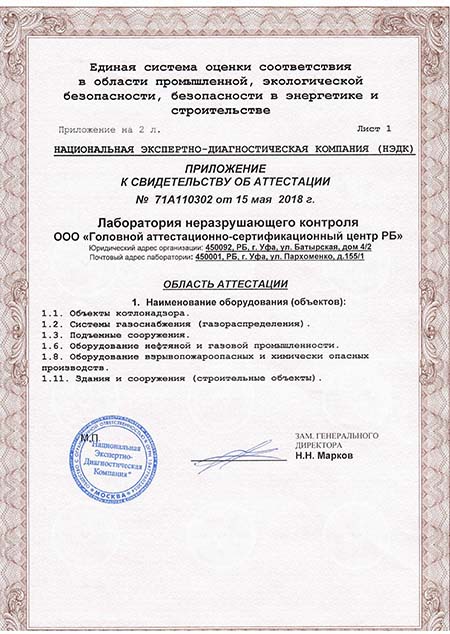 Единая система оценки соответствия
в области промышленной, экологической
безопасности, безопасности в энергетике и
строительстве
Приложение на 2 л. Лист 1
НАЦИОНАЛЬНАЯ ЭКСПЕРТНО-ДИАГНОСТИЧЕСКАЯ КОМПАНИЯ (НЭДК)
ПРИЛОЖЕНИЕ
К СВИДЕТЕЛЬСТВУ ОБ АТТЕСТАЦИИ
№ 71А110302 от 15 мая 2018 г.
Лаборатория неразрушающего контроля
ООО «Головной аттестационно-сертификационный центр РБ»
Юридический адрес организации: 450092, РБ, г. Уфа, ул. Батырская, дом 4/2
Почтовый адрес лаборатории: 450001, РБ, г. Уфа, ул. Пархоменко, д.155/1
ОБЛАСТЬ АТТЕСТАЦИИ
1. Наименование оборудования (объектов):
1.1. Объекты котлонадзора.
1.2. Системы газоснабжения (газораспределения).
1.3. Подъемные сооружения.
1.6. Оборудование нефтяной и газовой промышленности.
1.8. Оборудование взрывопожароопасных и химически опасных
производств.
1.11. Здания и сооружения (строительные объекты).
М.П.
Национальная
Экспертно-
Диагностическая
Компания"
МОСКВА
ЗАМ. ГЕНЕРАЛЬНОГО
ДИРЕКТОРА
Н.Н. Марков